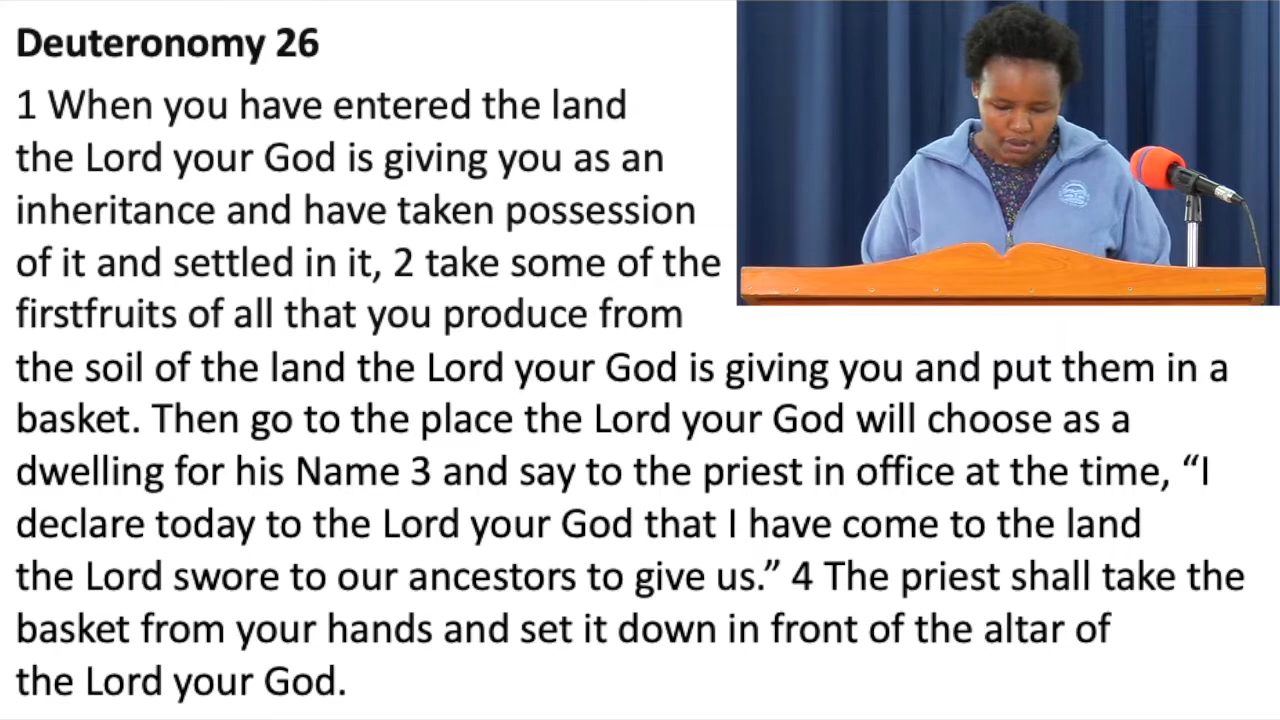 Deuteronomy 26
1 When you have entered the land
the Lord your God is giving you as an
inheritance and have taken possession
of it and settled in it, 2 take some of the
firstfruits of all that you produce from
the soil of the land the Lord your God is giving you and put them in a
basket. Then go to the place the Lord your God will choose as a
dwelling for his Name 3 and say to the priest in office at the time, “I
declare today to the Lord your God that I have come to the land
the Lord swore to our ancestors to give us.” 4 The priest shall take the
basket from your hands and set it down in front of the altar of
the Lord your God.